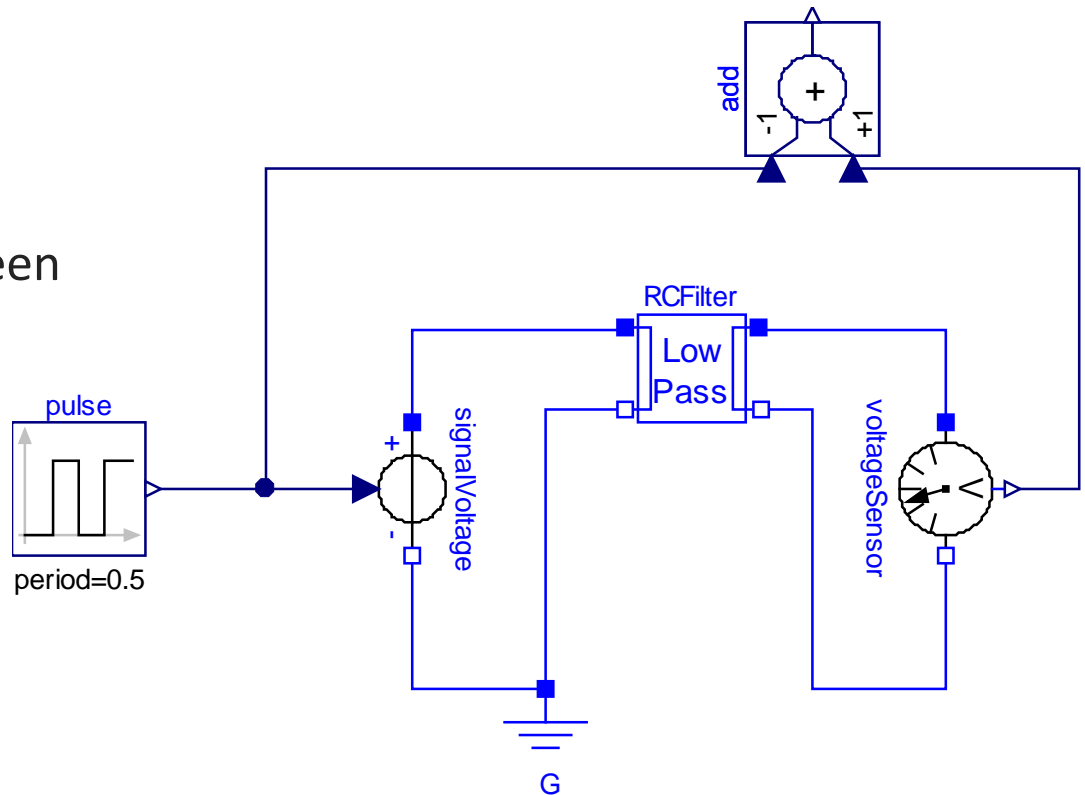 add
+
-1
+1
een
RCFilter
Low
Pass
pulse
+
signalVoltage
-
voltageSensor
V
period=0.5
G